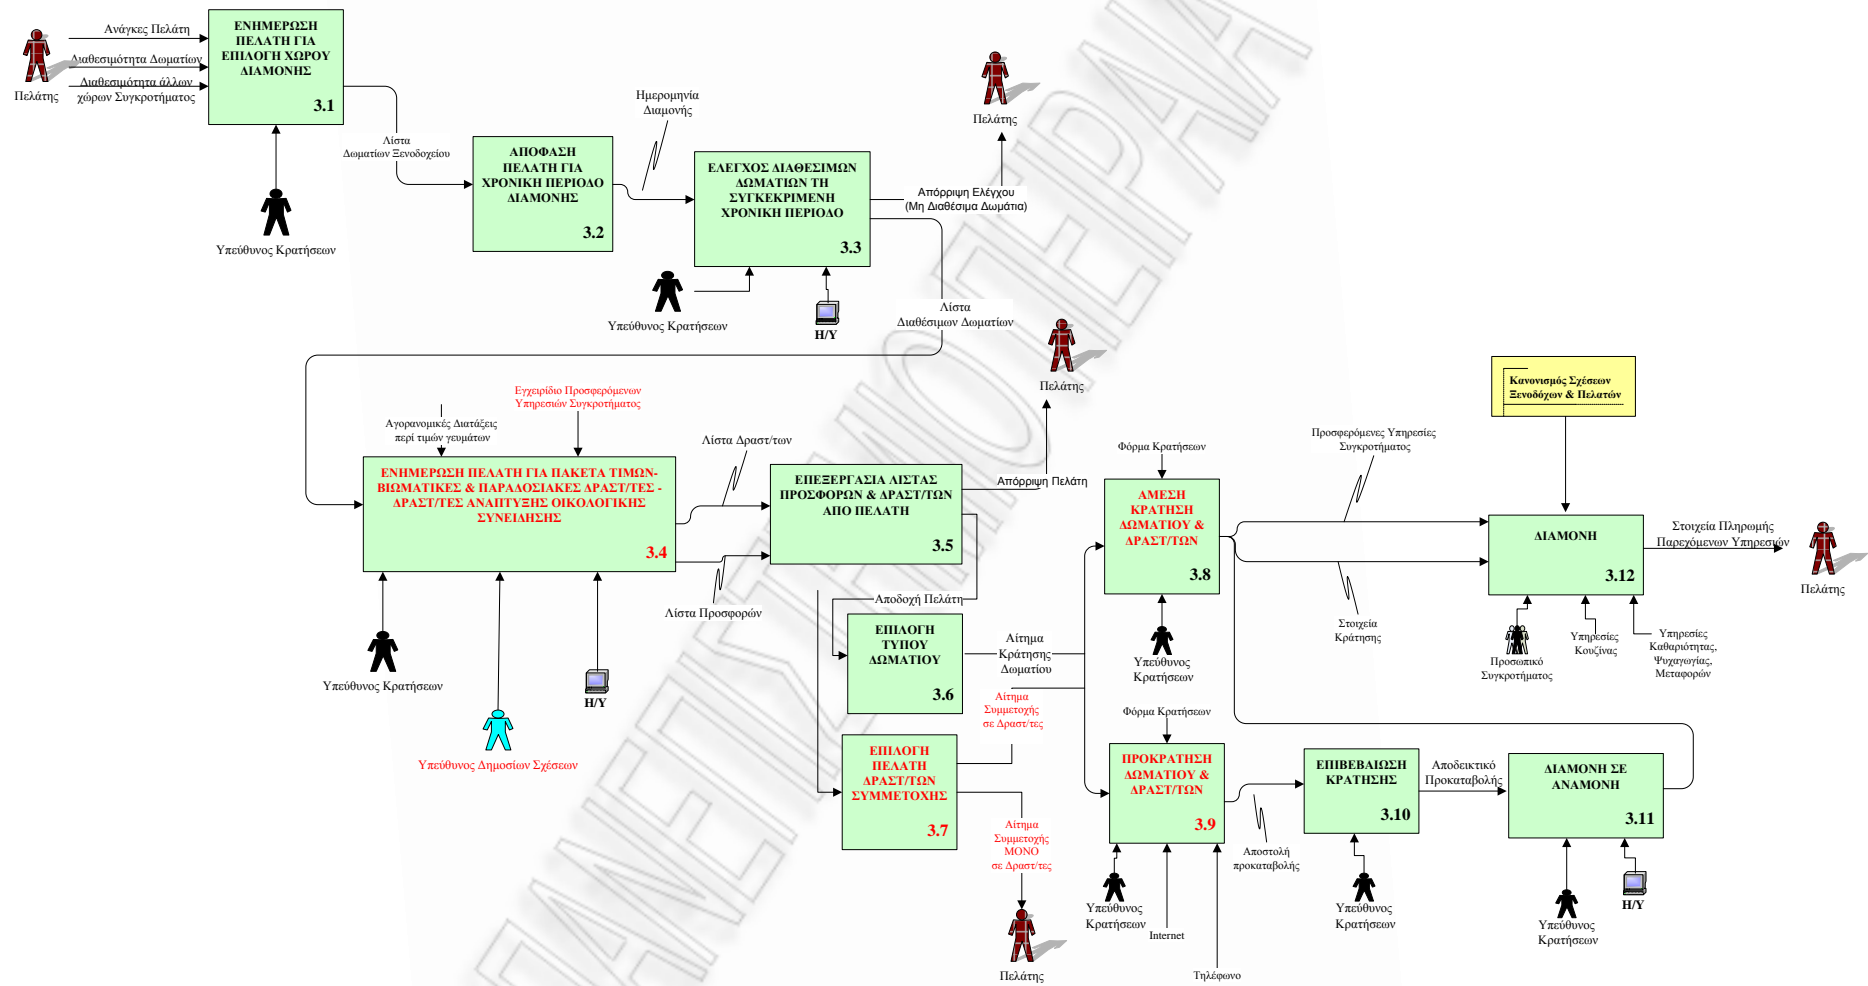 Ανάγκες Πελάτη
Διαθεσιμότητα Δωματίων
Διαθεσιμότητα άλλων
χώρων Συγκροτήματος
Πελάτης
ΕΝΗΜΕΡΩΣΗ
ΠΕΛΑΤΗ ΓΙΑ
ΕΠΙΛΟΓΗ ΧΩΡΟΥ
ΔΙΑΜΟΝΗΣ
3.1
Υπεύθυνος Κρατήσεων
Λίστα
Δωματίων Ξενοδοχείου
ΑΠΟΦΑΣΗ
ΠΕΛΑΤΗ ΓΙΑ
ΧΡΟΝΙΚΗ ΠΕΡΙΟΔΟ
ΔΙΑΜΟΝΗΣ
3.2
Ημερομηνία
Διαμονής
ΕΛΕΓΧΟΣ ΔΙΑΘΕΣΙΜΩΝ
ΔΩΜΑΤΙΩΝ ΤΗ
ΣΥΓΚΕΚΡΙΜΕΝΗ
ΧΡΟΝΙΚΗ ΠΕΡΙΟΔΟ
3.3
Υπεύθυνος Κρατήσεων
Η/Υ
Πελάτης
Απόρριψη Ελέγχου
(Μη Διαθέσιμα Δωμάτια)
Λίστα
Διαθέσιμων Δωματίων
Αγορανομικές Διατάξεις
περί τιμών γευμάτων
Εγχειρίδιο Προσφερόμενων
Υπηρεσιών Συγκροτήματος
ΕΝΗΜΕΡΩΣΗ ΠΕΛΑΤΗ ΓΙΑ ΠΑΚΕΤΑ ΤΙΜΩΝ-
ΒΙΩΜΑΤΙΚΕΣ & ΠΑΡΑΔΟΣΙΑΚΕΣ ΔΡΑΣΤ/ΤΕΣ -
ΔΡΑΣΤ/ΤΕΣ ΑΝΑΠΤΥΞΗΣ ΟΙΚΟΛΟΓΙΚΗΣ
ΣΥΝΕΙΔΗΣΗΣ
3.4
Υπεύθυνος Κρατήσεων
Υπεύθυνος Δημοσίων Σχέσεων
Η/Υ
Λίστα Δραστ/των
Λίστα Προσφορών
ΕΠΕΞΕΡΓΑΣΙΑ ΛΙΣΤΑΣ
ΠΡΟΣΦΟΡΩΝ & ΔΡΑΣΤ/ΤΩΝ
ΑΠΟ ΠΕΛΑΤΗ
3.5
Πελάτης
Απόρριψη Πελάτη
Αποδοχή Πελάτη
ΕΠΙΛΟΓΗ
ΤΥΠΟΥ
ΔΩΜΑΤΙΟΥ
3.6
Αίτημα
Κράτησης
Δωματίου
ΕΠΙΛΟΓΗ
ΠΕΛΑΤΗ
ΔΡΑΣΤ/ΤΩΝ
ΣΥΜΜΕΤΟΧΗΣ
3.7
Αίτημα
Συμμετοχής
σε Δραστ/τες
Αίτημα
Συμμετοχής
ΜΟΝΟ
σε Δραστ/τες
Πελάτης
Φόρμα Κρατήσεων
ΑΜΕΣΗ
ΚΡΑΤΗΣΗ
ΔΩΜΑΤΙΟΥ &
ΔΡΑΣΤ/ΤΩΝ
3.8
Υπεύθυνος
Κρατήσεων
Φόρμα Κρατήσεων
ΠΡΟΚΡΑΤΗΣΗ
ΔΩΜΑΤΙΟΥ &
ΔΡΑΣΤ/ΤΩΝ
3.9
Υπεύθυνος
Κρατήσεων
Internet
Τηλέφωνο
Αποστολή
προκαταβολής
ΕΠΙΒΕΒΑΙΩΣΗ
ΚΡΑΤΗΣΗΣ
3.10
Υπεύθυνος
Κρατήσεων
Αποδεικτικό
Προκαταβολής
ΔΙΑΜΟΝΗ ΣΕ
ΑΝΑΜΟΝΗ
3.11
Υπεύθυνος
Κρατήσεων
Η/Υ
Προσφερόμενες Υπηρεσίες
Συγκροτήματος
Στοιχεία
Κράτησης
Κανονισμός Σχέσεων
Ξενοδόχων & Πελατών
ΔΙΑΜΟΝΗ
3.12
Προσωπικό
Συγκροτήματος
Υπηρεσίες
Κουζίνας
Υπηρεσίες
Καθαριότητας,
Ψυχαγωγίας,
Μεταφορών
Στοιχεία Πληρωμής
Παρεχόμενων Υπηρεσιών
Πελάτης
ΠΑΝΕΠΙΣΤΗΜΙΟ ΠΕΙΡΑΙΑ